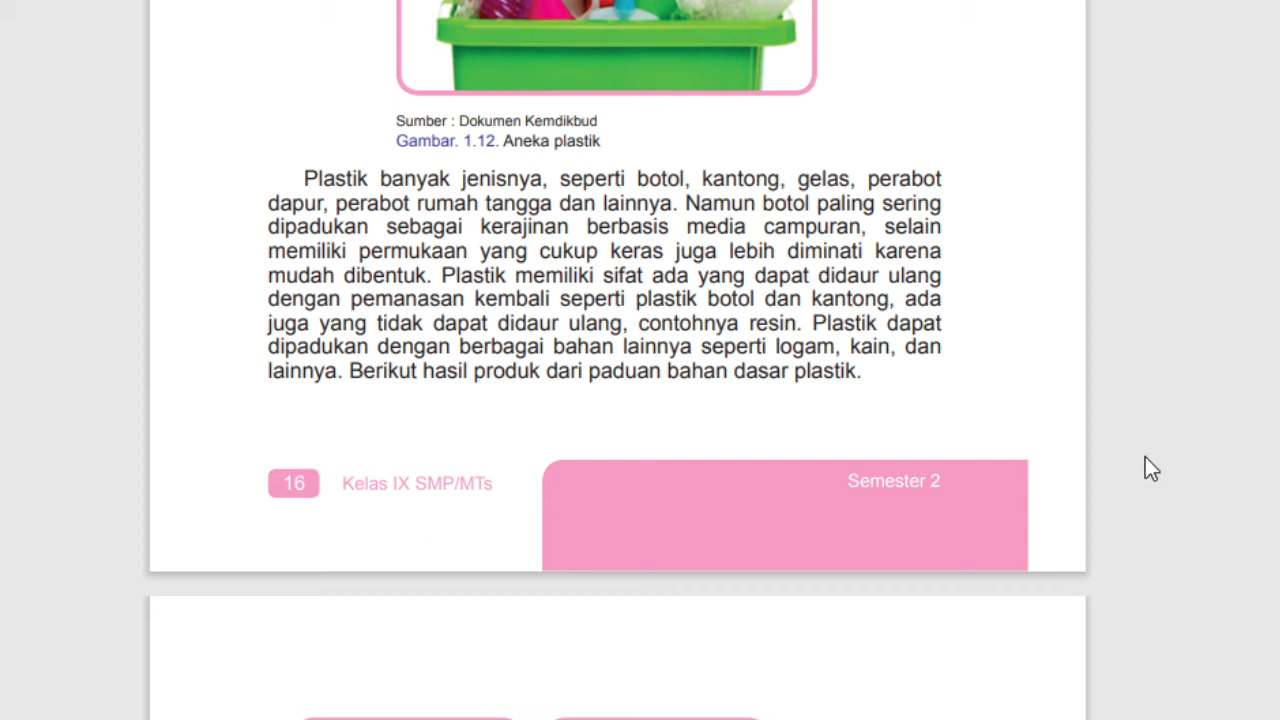 Sumber : Dokumen Kemdikbud
Gambar. 1.12. Aneka plastik
Plastik banyak jenisnya, seperti botol, kantong, gelas, perabot
dapur, perabot rumah tangga dan lainnya. Namun botol paling sering
dipadukan sebagai kerajinan berbasis media campuran, selain
memiliki permukaan yang cukup keras juga lebih diminati karena
mudah dibentuk. Plastik memiliki sifat ada yang dapat didaur ulang
dengan pemanasan kembali seperti plastik botol dan kantong, ada
juga yang tidak dapat didaur ulang, contohnya resin. Plastik dapat
dipadukan dengan berbagai bahan lainnya seperti logam, kain, dan
lainnya. Berikut hasil produk dari paduan bahan dasar plastik.
16 Kelas IX SMP/MTs
Semester 2